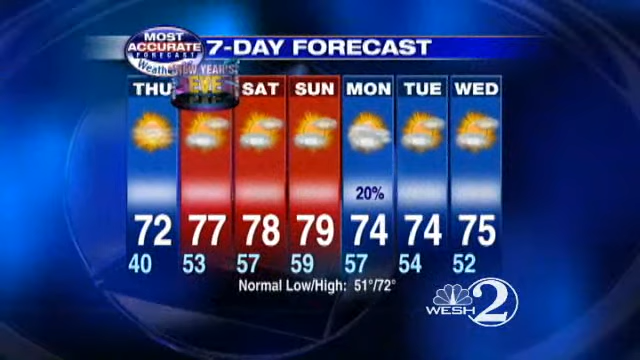 MOST
ACCURATE
FORECAST
7-DAY FORECAST
NEW YEAR'S
EVE
THU SAT SUN MON TUE WED
20%
72 77 78 79 74 74 75
40 53 57 59 57 54 52
Normal Low/High: 51°/72°
WESH 2